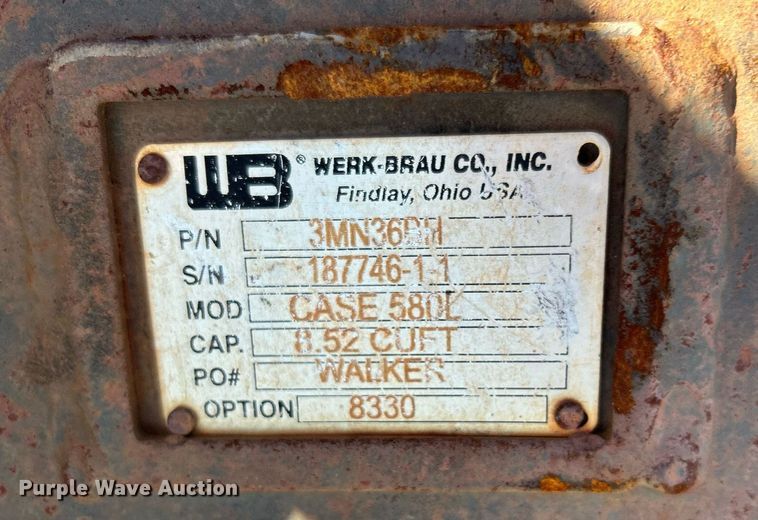 WB ® WERK-BRAU CO., INC.
Findlay, Ohio USA
P/N
S/N 187746-1-1
MOD CASE 580L
CAP. 8.52 CUFT
PO# WALKER
OPTION 8330
Purple Wave Auction